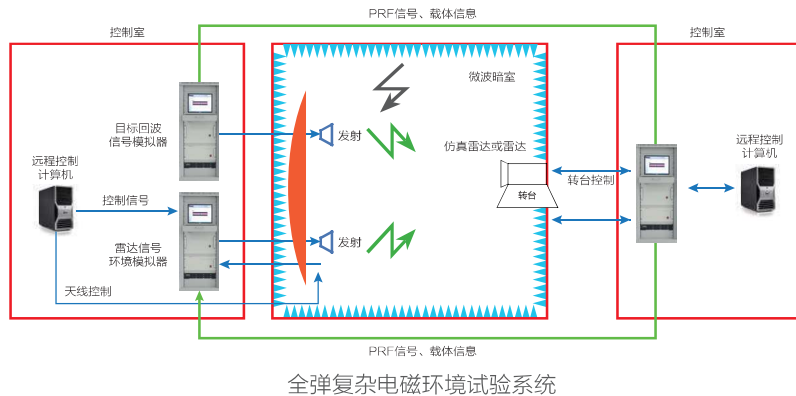 PRF信号、载体信息
控制室
控制室
微波暗室
目标回波
信号模拟器
发射
仿真雷达或雷达
远程控制
计算机
远程控制
计算机
转台控制
控制信号
转台
雷达信号
环境模拟器
发射
天线控制
PRF信号、载体信息
全弹复杂电磁环境试验系统